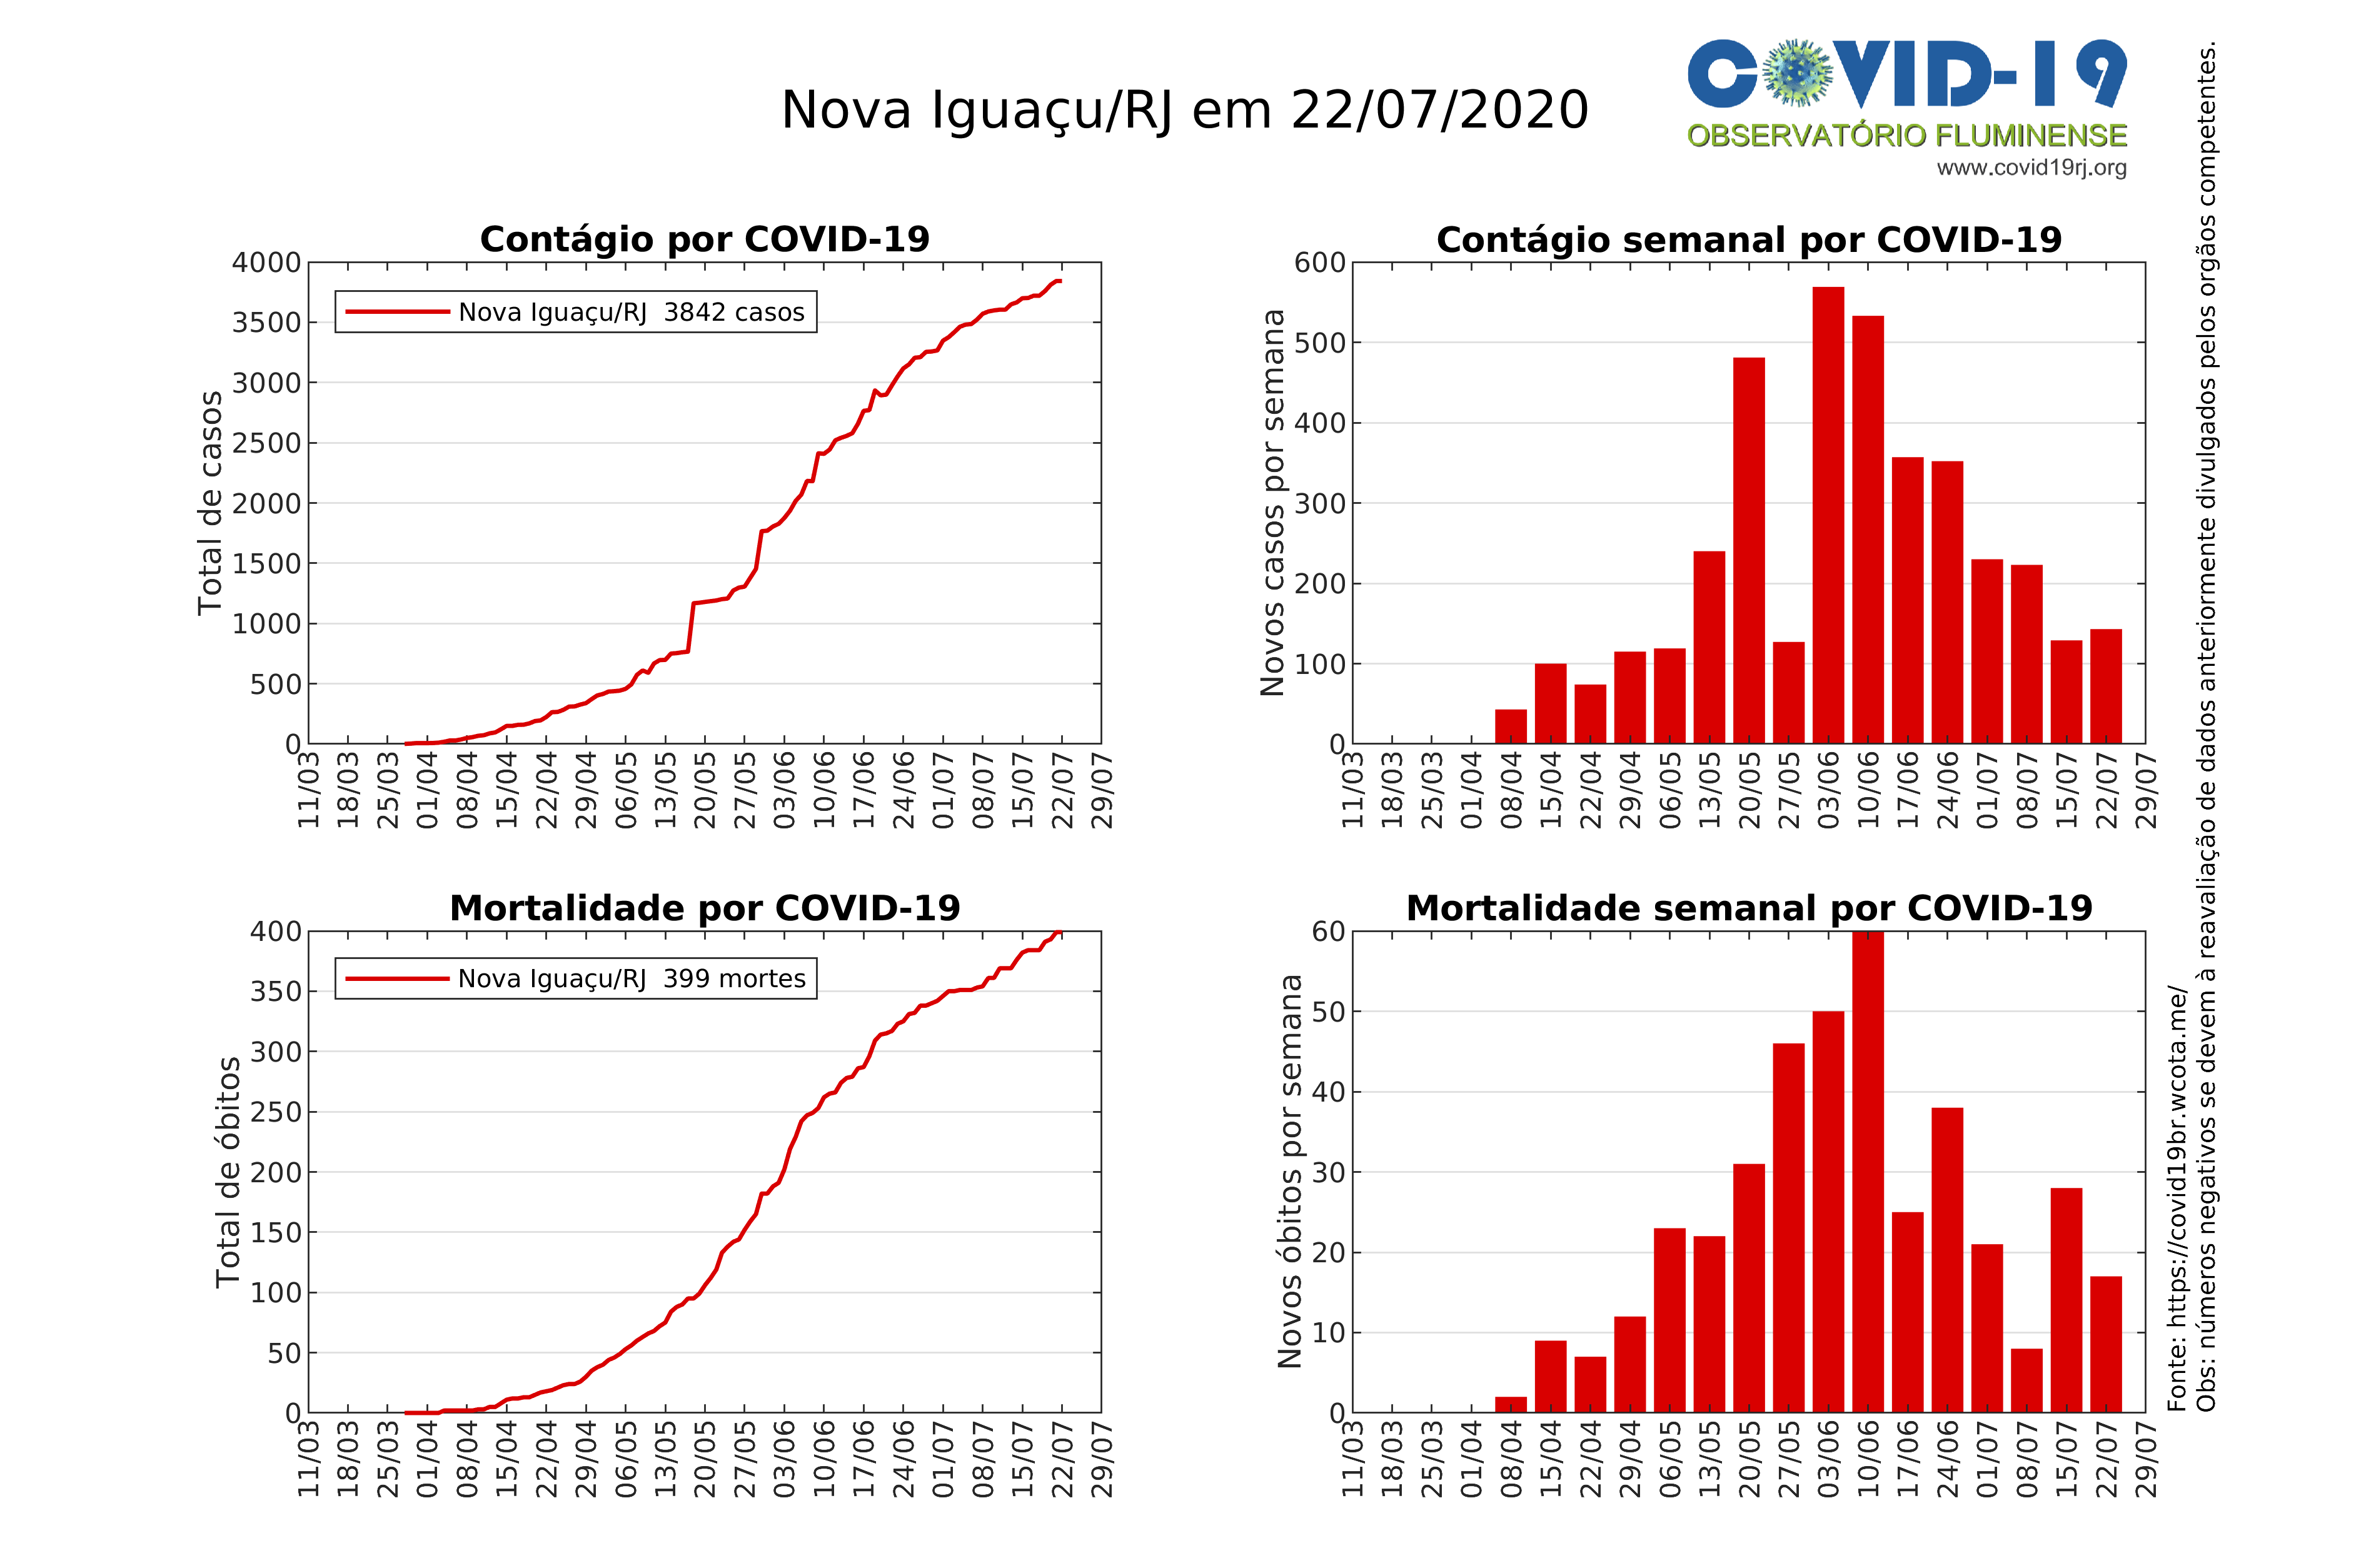 Nova Iguaçu/RJ em 22/07/2020
COVID-19
OBSERVATÓRIO FLUMINENSE
www.covid19rj.org
Contágio por COVID-19
Total de casos
4000
3500
3000
2500
2000
1500
1000
500
0
Nova Iguaçu/RJ 3842 casos
11/03 18/03 25/03 01/04 08/04 15/04 22/04 29/04 06/05 13/05 20/05 27/05 03/06 10/06 17/06 24/06 01/07 08/07 15/07 22/07 29/07
Contágio semanal por COVID-19
Novos casos por semana
600
500
400
300
200
100
0
11/03 18/03 25/03 01/04 08/04 15/04 22/04 29/04 06/05 13/05 20/05 27/05 03/06 10/06 17/06 24/06 01/07 08/07 15/07 22/07 29/07
Mortalidade por COVID-19
Total de óbitos
400
350
300
250
200
150
100
50
0
Nova Iguaçu/RJ 399 mortes
11/03 18/03 25/03 01/04 08/04 15/04 22/04 29/04 06/05 13/05 20/05 27/05 03/06 10/06 17/06 24/06 01/07 08/07 15/07 22/07 29/07
Mortalidade semanal por COVID-19
Novos óbitos por semana
60
50
40
30
20
10
0
11/03 18/03 25/03 01/04 08/04 15/04 22/04 29/04 06/05 13/05 20/05 27/05 03/06 10/06 17/06 24/06 01/07 08/07 15/07 22/07 29/07
Fonte: https://covid19br.wcota.me/
Obs: números negativos se devem à reavaliação de dados anteriormente divulgados pelos orgãos competentes.